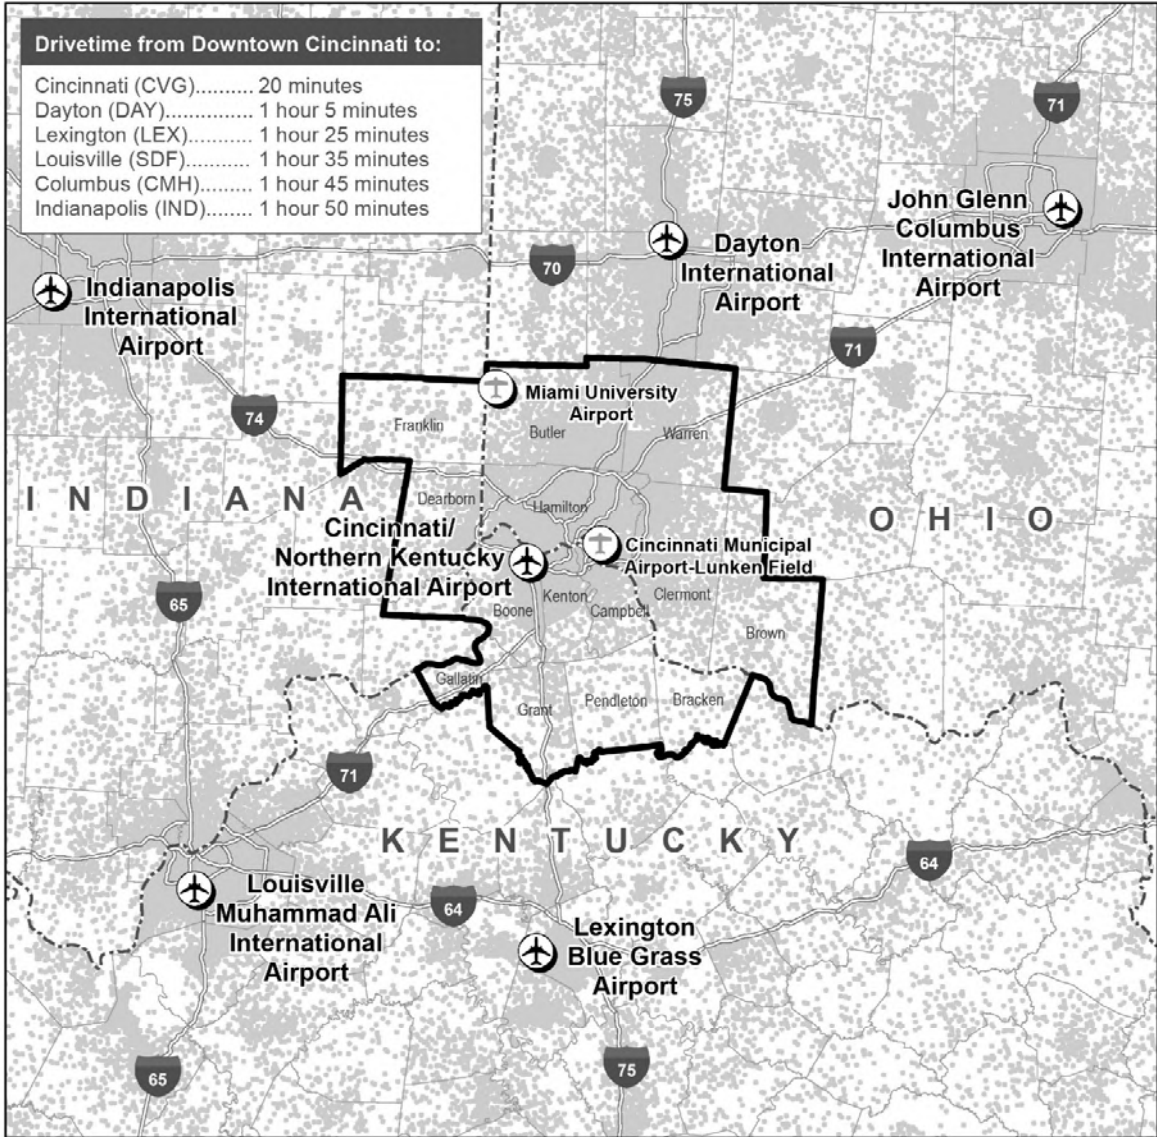 Drivetime from Downtown Cincinnati to:
Cincinnati (CVG).......... 20 minutes
Dayton (DAY)............... 1 hour 5 minutes
Lexington (LEX)........... 1 hour 25 minutes
Louisville (SDF)........... 1 hour 35 minutes
Columbus (CMH)......... 1 hour 45 minutes
Indianapolis (IND)........ 1 hour 50 minutes
75
71
John Glenn
Columbus
International
Airport
Dayton
International
Airport
70
Indianapolis
International
Airport
71
74
Miami University
Airport
Franklin
Butler
Warren
INDIANA
Dearborn
Hamilton
OHIO
Cincinnati/
Northern Kentucky
International Airport
Cincinnati Municipal
Airport-Lunken Field
65
Boone
Kenton
Campbell
Clermont
Brown
Gallatin
Grant
Pendleton
Bracken
71
KENTUCKY
64
Louisville
Muhammad Ali
International
Airport
64
Lexington
Blue Grass
Airport
65
75